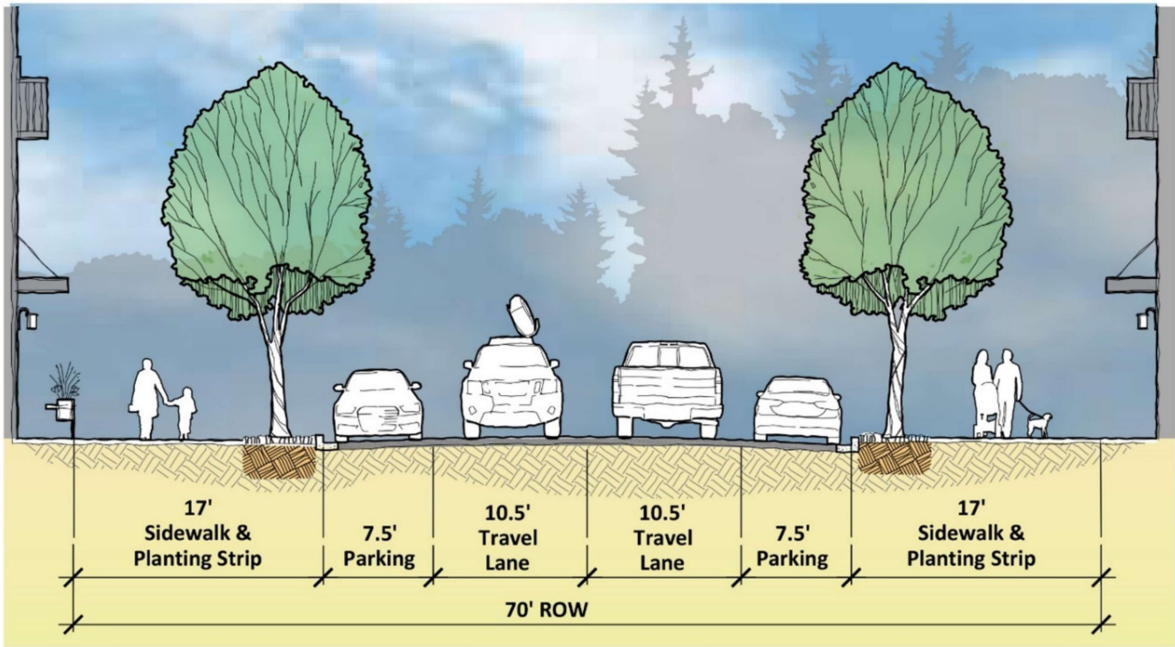 17'
Sidewalk &
Planting Strip
7.5'
Parking
10.5'
Travel
Lane
10.5'
Travel
Lane
7.5'
Parking
17'
Sidewalk &
Planting Strip
70' ROW